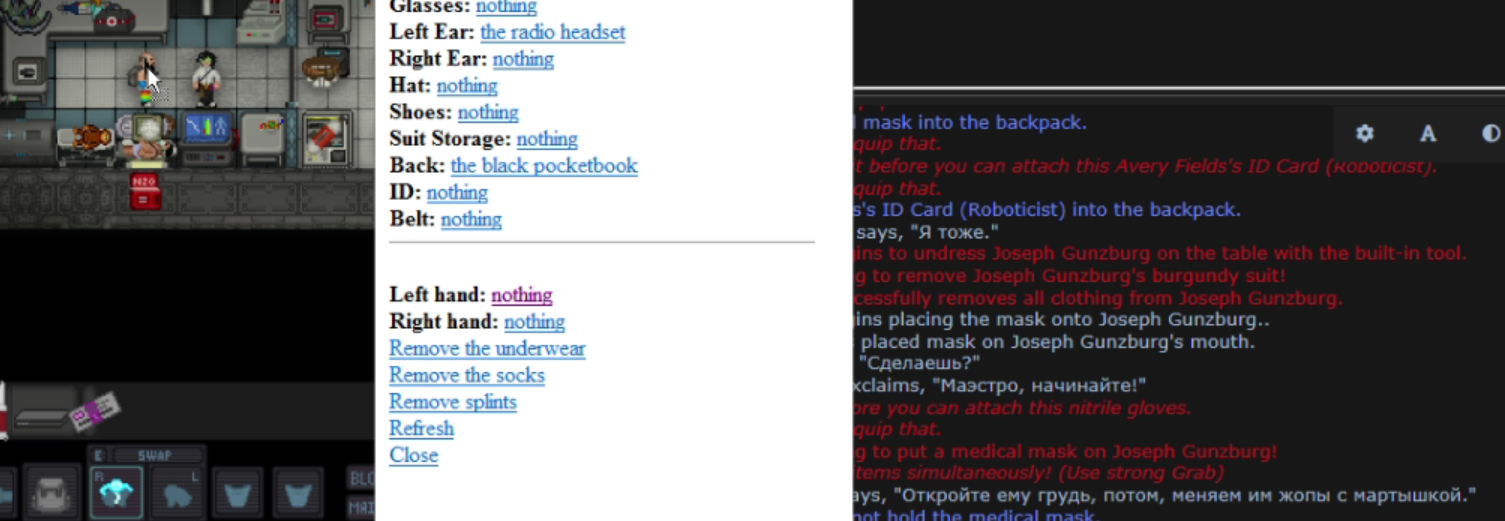 Glasses: nothing
Left Ear: the radio headset
Right Ear: nothing
Hat: nothing
Shoes: nothing
Suit Storage: nothing
Back: the black pocketbook
ID: nothing
Belt: nothing
Left hand: nothing
Right hand: nothing
Remove the underwear
Remove the socks
Remove splints
Refresh
Close
mask into the backpack.
quip that.
t before you can attach this Avery Fields's ID Card (Roboticist).
quip that.
s's ID Card (Roboticist) into the backpack.
says, "Я тоже."
ins to undress Joseph Gunzburg on the table with the built-in tool.
g to remove Joseph Gunzburg's burgundy suit!
cessfully removes all clothing from Joseph Gunzburg.
ins placing the mask onto Joseph Gunzburg..
placed mask on Joseph Gunzburg's mouth.
"Сделаешь?"
xclaims, "Маэстро, начинайте!"
ore you can attach this nitrile gloves.
quip that.
g to put a medical mask on Joseph Gunzburg!
items simultaneously! (Use strong Grab)
ays, "Откройте ему грудь, потом, меняем им жопы с мартышкой."
not hold the medical mask.
A
N2O
E SWAP
R L
BLO
MAI